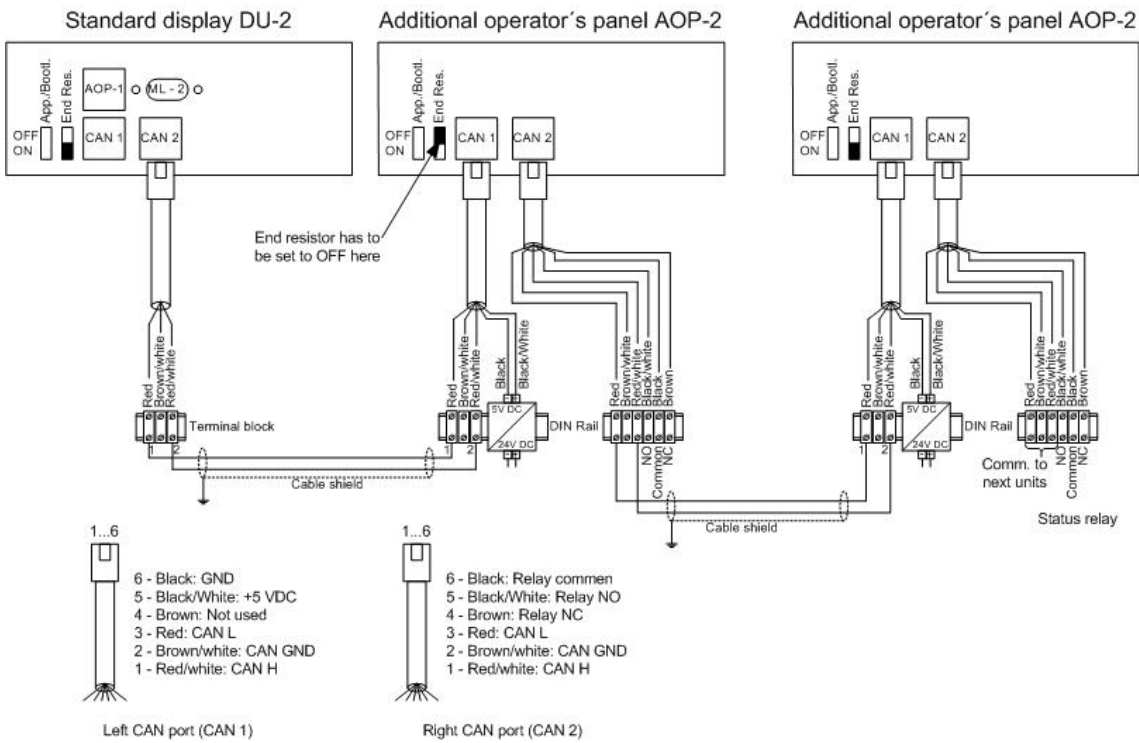 Standard display DU-2
Additional operator´s panel AOP-2
Additional operator´s panel AOP-2
App./Bootl.
End Res.
AOP-1
ML - 2
OFF
ON
CAN 1
CAN 2
App./Bootl.
End Res.
OFF
ON
CAN 1
CAN 2
App./Bootl.
End Res.
OFF
ON
CAN 1
CAN 2
End resistor has to
be set to OFF here
Red
Brown/white
Red/white
Terminal block
1
2
Red
Brown/white
Red/white
Black
Black/White
5V DC
24V DC
DIN Rail
1
2
Red
Brown/white
Red/white
Black/white
Black
Brown
NO
Common
NC
Red
Brown/white
Red/white
Black
Black/White
5V DC
24V DC
DIN Rail
1
2
Red
Brown/white
Red/white
Black/white
Black
Brown
NO
Common
NC
Comm. to
next units
Status relay
Cable shield
Cable shield
1...6
6 - Black: GND
5 - Black/White: +5 VDC
4 - Brown: Not used
3 - Red: CAN L
2 - Brown/white: CAN GND
1 - Red/white: CAN H
Left CAN port (CAN 1)
1...6
6 - Black: Relay commen
5 - Black/White: Relay NO
4 - Brown: Relay NC
3 - Red: CAN L
2 - Brown/white: CAN GND
1 - Red/white: CAN H
Right CAN port (CAN 2)